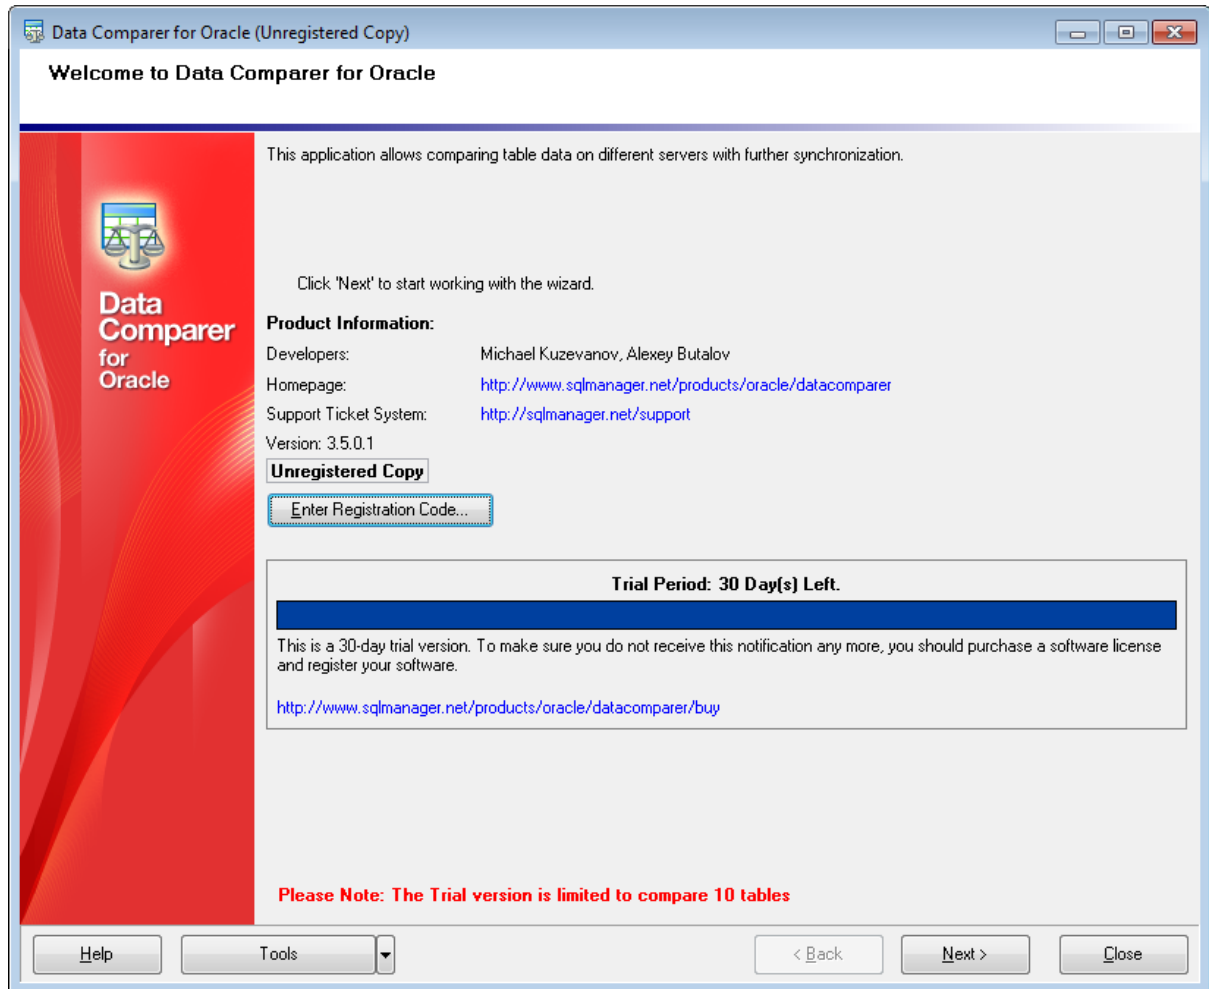 Data Comparer for Oracle (Unregistered Copy)
Welcome to Data Comparer for Oracle
This application allows comparing table data on different servers with further synchronization.
Click 'Next' to start working with the wizard.
Data
Comparer
for
Oracle
Product Information:
Developers: Michael Kuzevanov, Alexey Butalov
Homepage: http://www.sqlmanager.net/products/oracle/datacomparer
Support Ticket System: http://sqlmanager.net/support
Version: 3.5.0.1
Unregistered Copy
Enter Registration Code...
Trial Period: 30 Day(s) Left.
This is a 30-day trial version. To make sure you do not receive this notification any more, you should purchase a software license
and register your software.
http://www.sqlmanager.net/products/oracle/datacomparer/buy
Please Note: The Trial version is limited to compare 10 tables
Help Tools < Back Next > Close